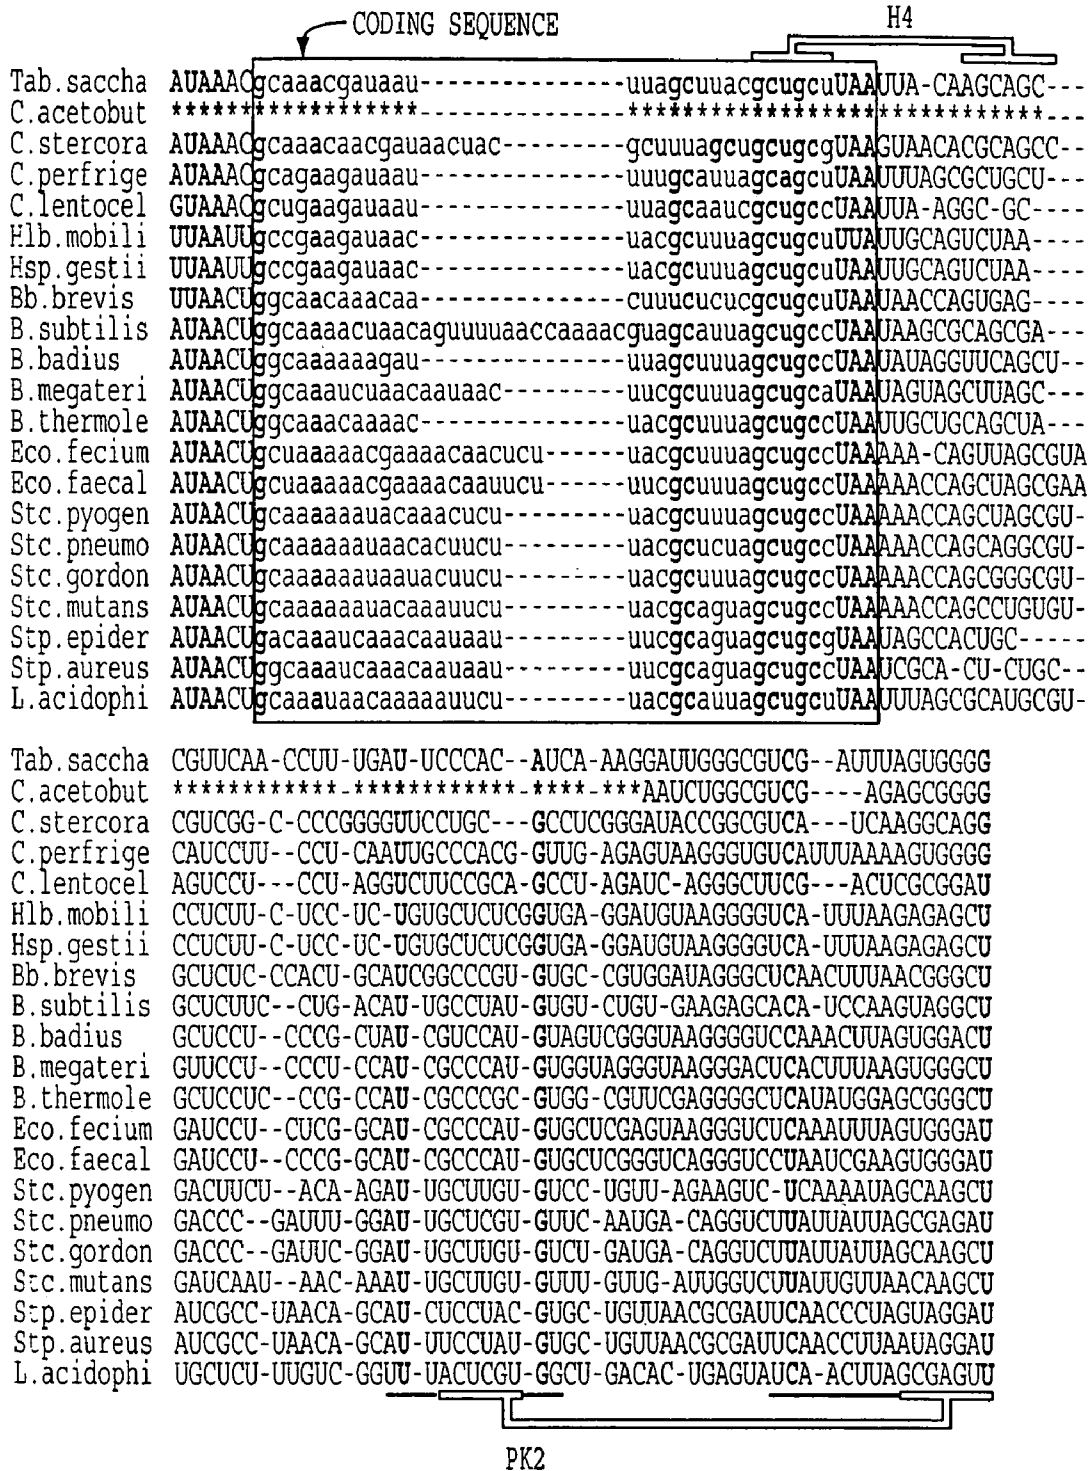 CODING SEQUENCE
H4
Tab.saccha AUAAACgcaaaacgauaau---------------uuagcuuacgcugcuUAAUUA-CAAGCAGC---
C.acetobut ******************---------------******************************---
C.stercora AUAAACgcaaacaacgauaacuac---------gcuuuagcugcugcgUAAGUAACACGCAGCC--
C.perfrige AUAAACgcagaagauaau---------------uuugcauuagcagcuUAAUUUAGCGCUGCU---
C.lentocel GUAAACgcugaagauaau---------------uuagcaaucgcugccUAAUUA-AGGC-GC----
Hlb.mobili UUAAUUgccgaagauaac---------------uacgcuuuagcugcuUUAUUGCAGUCUAA----
Hsp.gestii UUAAUUgccgaagauaac---------------uacgcuuuagcugcuUAAUUGCAGUCUAA----
Bb.brevis UUAACUggcaacaaacaa---------------cuuucucucgcugcuUAAUAACCAGUGAG----
B.subtilis AUAACUggcaaaaacuaacaguuuuaaccaaaacguagcauuagcugccUAAUAAGCGCAGCGA---
B.badius AUAACUggcaaaaaagau---------------uuagcuuuagcugccUAAUAUAGGUUCAGCU--
B.megateri AUAACUggcaaaucuaacaauaac---------uucgcuuuagcugcaUAAUAGUAGCUUAGC---
B.thermole AUAACUggcaaacaaaac---------------uacgcuuuagcugccUAAUUGCUGCAGCUA---
Eco.fecium AUAACUgcuaaaaacgaaaacaacucu------uacgcuuuagcugccUAAAAA-CAGUUAGCGUA
Eco.faecal AUAACUgcuaaaaacgaaaacaauucu------uucgcuuuagcugccUAAAAACCAGCUAGCGAA
Stc.pyogen AUAACUgcaaaaaauacaaacucu---------uacgcuuuagcugccUAAAAACCAGCUAGCGU-
Stc.pneumo AUAACUgcaaaaaauaacacuucu---------uacgcucuagcugccUAAAAACCAGCAGGCGU-
Stc.gordon AUAACUgcaaaaaauaauacuucu---------uacgcuuuagcugccUAAAAACCAGCGGGCGU-
Stc.mutans AUAACUgcaaaaaauacaaauucu---------uacgcaguagcugccUAAAAACCAGCCUGUGU-
Stp.epider AUAACUgacaaaucaaacaauaau---------uucgcaguagcugcgUAAUAGCCACUGC-----
Stp.aureus AUAACUggcaaaucaaacaauaau---------uucgcaguagcugccUAAUCGCA-CU-CUGC--
L.acidophi AUAACUgcaaauaacaaaaauucu---------uacgcauuagcugcuUAAUUUAGCGCAUGCGU-
Tab.saccha CGUUCAA-CCUU-UGAU-UCCCAC--AUCA-AAGGAUUGGGCGUCG--AUUUAGUGGGG
C.acetobut ************-************-****-***AAUCUGGCGUCG----AGAGCGGGG
C.stercora CGUCGG-C-CCCGGGGUUCCUGC---GCCUCGGGAUACCGGCGUCA---UCAAGGCAGG
C.perfrige CAUCCUU--CCU-CAAUUGCCCACG-GUUG-AGAGUAAGGGUGUCAUUUAAAAGUGGGG
C.lentocel AGUCCU---CCU-AGGUCUUCCGCA-GCCU-AGAUC-AGGGCUUCG---ACUCGCGGAU
Hlb.mobili CCUCUU-C-UCC-UC-UGUGCUCUCGGUGA-GGAUGUAAGGGGUCA-UUUAAGAGAGCU
Hsp.gestii CCUCUU-C-UCC-UC-UGUGCUCUCGGUGA-GGAUGUAAGGGGUCA-UUUAAGAGAGCU
Bb.brevis GCUCUC-CCACU-GCAUCGGCCCGU-GUGC-CGUGGAUAGGGCUCAACUUUAACGGGCU
B.subtilis GCUCUUC--CUG-ACAU-UGCCUAU-GUGU-CUGU-GAAGAGCACA-UCCAAGUAGGCU
B.badius GCUCCU--CCCG-CUAU-CGUCCAU-GUAGUCGGGUAAGGGGUCCAAACUUAGUGGACU
B.megateri GUUCCU--CCCU-CCAU-CGCCCAU-GUGGUAGGGUAAGGGACUCACUUUAAGUGGGCU
B.thermole GCUCCUC-CCCG-CCAU-CGCCCGC-GUGG-CGUUCGAGGGGCUCAUAUGGAGCGGGCU
Eco.fecium GAUCCU--CUCG-GCAU-CGCCCAU-GUGCUCGAGUAAGGGUCUCAAAUUUAGUGGGAU
Eco.faecal GAUCCU--CCCG-GCAU-CGCCCAU-GUGCUCGGGUCAGGGUCCUAAUCGAAGUGGGAU
Stc.pyogen GACUUCU--ACA-AGAU-UGCUUGU-GUCC-UGUU-AGAAGUC-UCAAAAUAGCAAGCU
Stc.pneumo GACCC--GAUUU-GGAU-UGCUCGU-GUUC-AAUGA-CAGGUCUUAUUAUUAGCGAGAU
Stc.gordon GACCC--GAUUC-GGAU-UGCUUGU-GUCU-GAUGA-CAGGUCUUAUUAUUAGCAAGCU
Stc.mutans GAUCAAU--AAC-AAAU-UGCUUGU-GUUU-GUUG-AUUGGUCUUAUUGUUAACAAGCU
Stp.epider AUCGCC-UAACA-GCAU-CUCCUAC-GUGC-UGUUAACGCGAUUCAACCCUAGUAGGAU
Stp.aureus AUCGCC-UAACA-GCAU-UUCCUAU-GUGC-UGUUAACGCGAUUCAACCUUAAUAGGAU
L.acidophi UGCUCU-UUGUC-GGUU-UACUCGU-GGCU-GACAC-UGAGUAUCA-ACUUAGCGAGUU
PK2